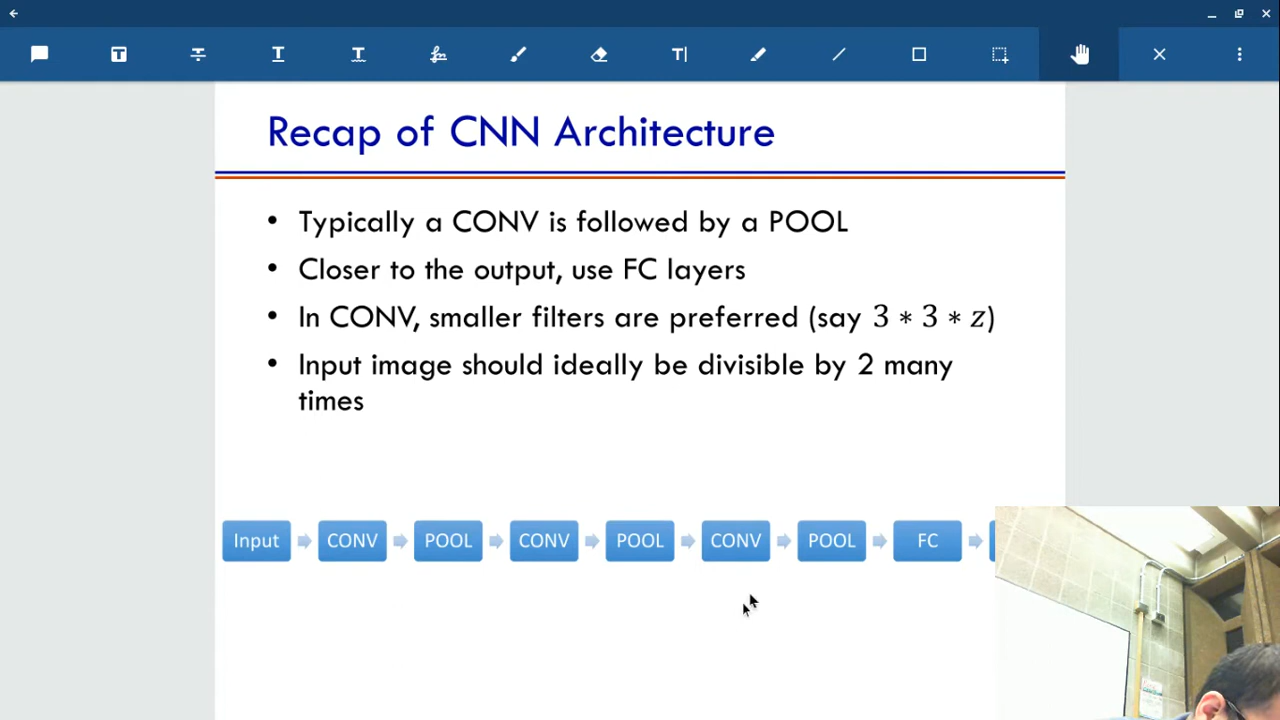 Recap of CNN Architecture
• Typically a CONV is followed by a POOL
• Closer to the output, use FC layers
• In CONV, smaller filters are preferred (say 3 ∗ 3 ∗ z)
• Input image should ideally be divisible by 2 many
times
Input CONV POOL CONV POOL CONV POOL FC